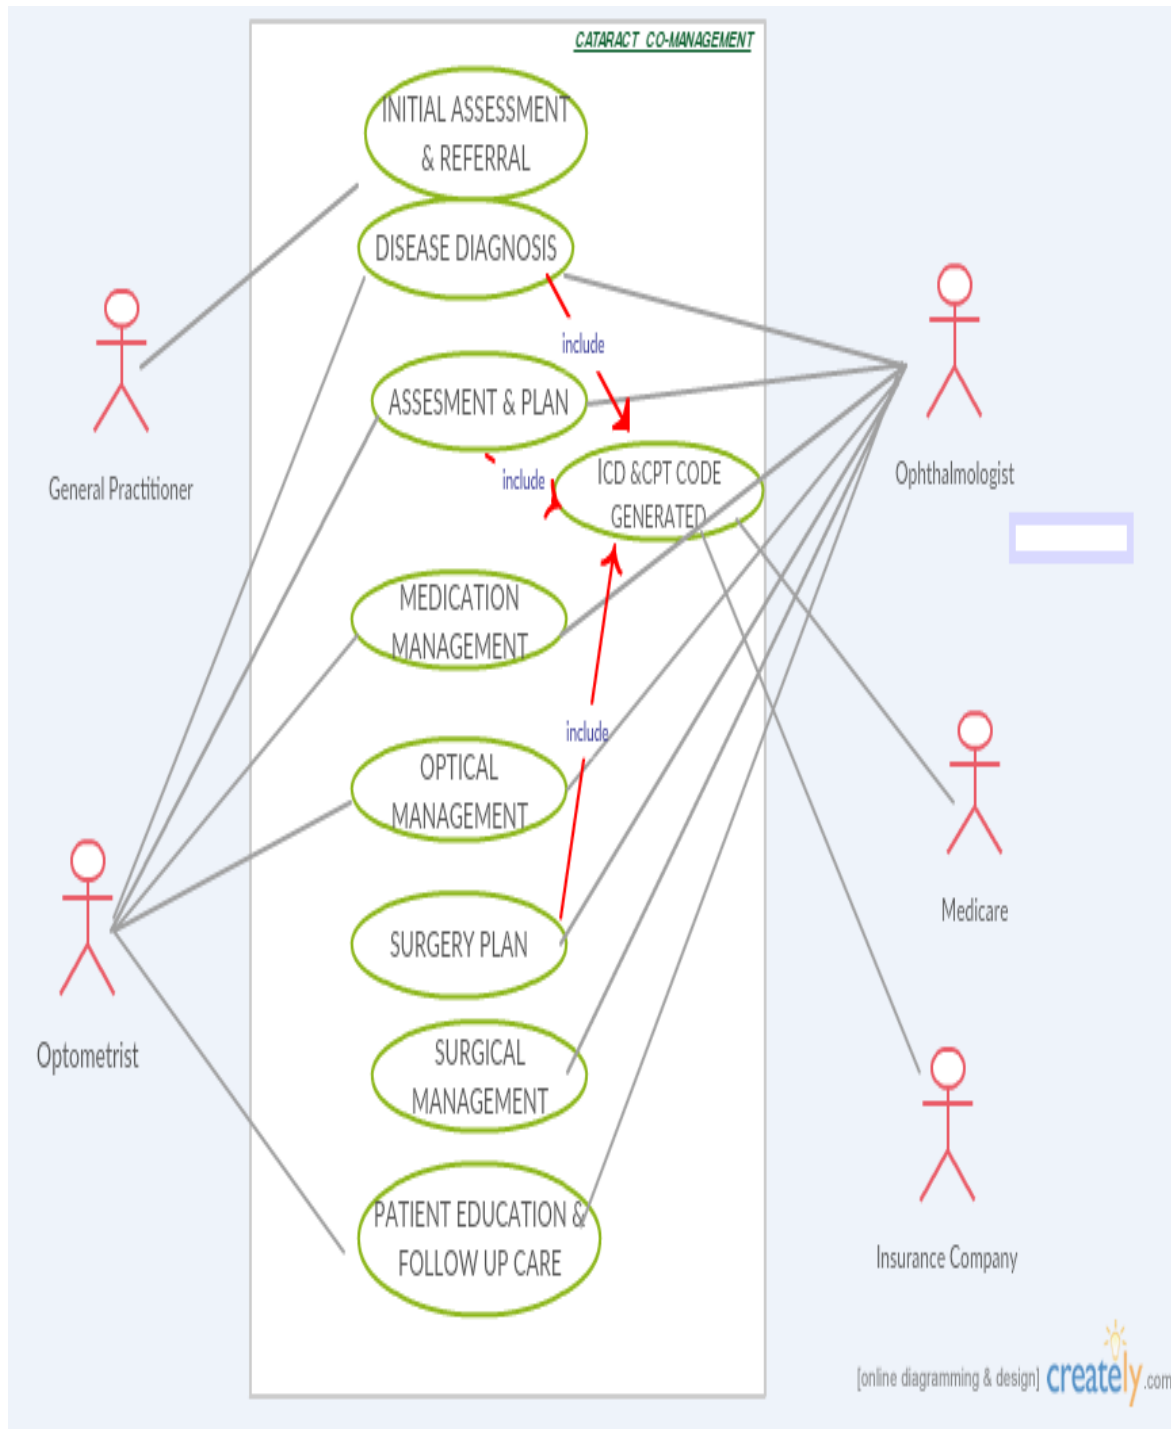 CATARACT CO-MANAGEMENT
INITIAL ASSESSMENT
& REFERRAL
DISEASE DIAGNOSIS
include
ASSESMENT & PLAN
include
ICD &CPT CODE
GENERATED
General Practitioner
Ophthalmologist
MEDICATION
MANAGEMENT
include
OPTICAL
MANAGEMENT
SURGERY PLAN
Medicare
Optometrist
SURGICAL
MANAGEMENT
PATIENT EDUCATION &
FOLLOW UP CARE
Insurance Company
[online diagramming & design] creately.com